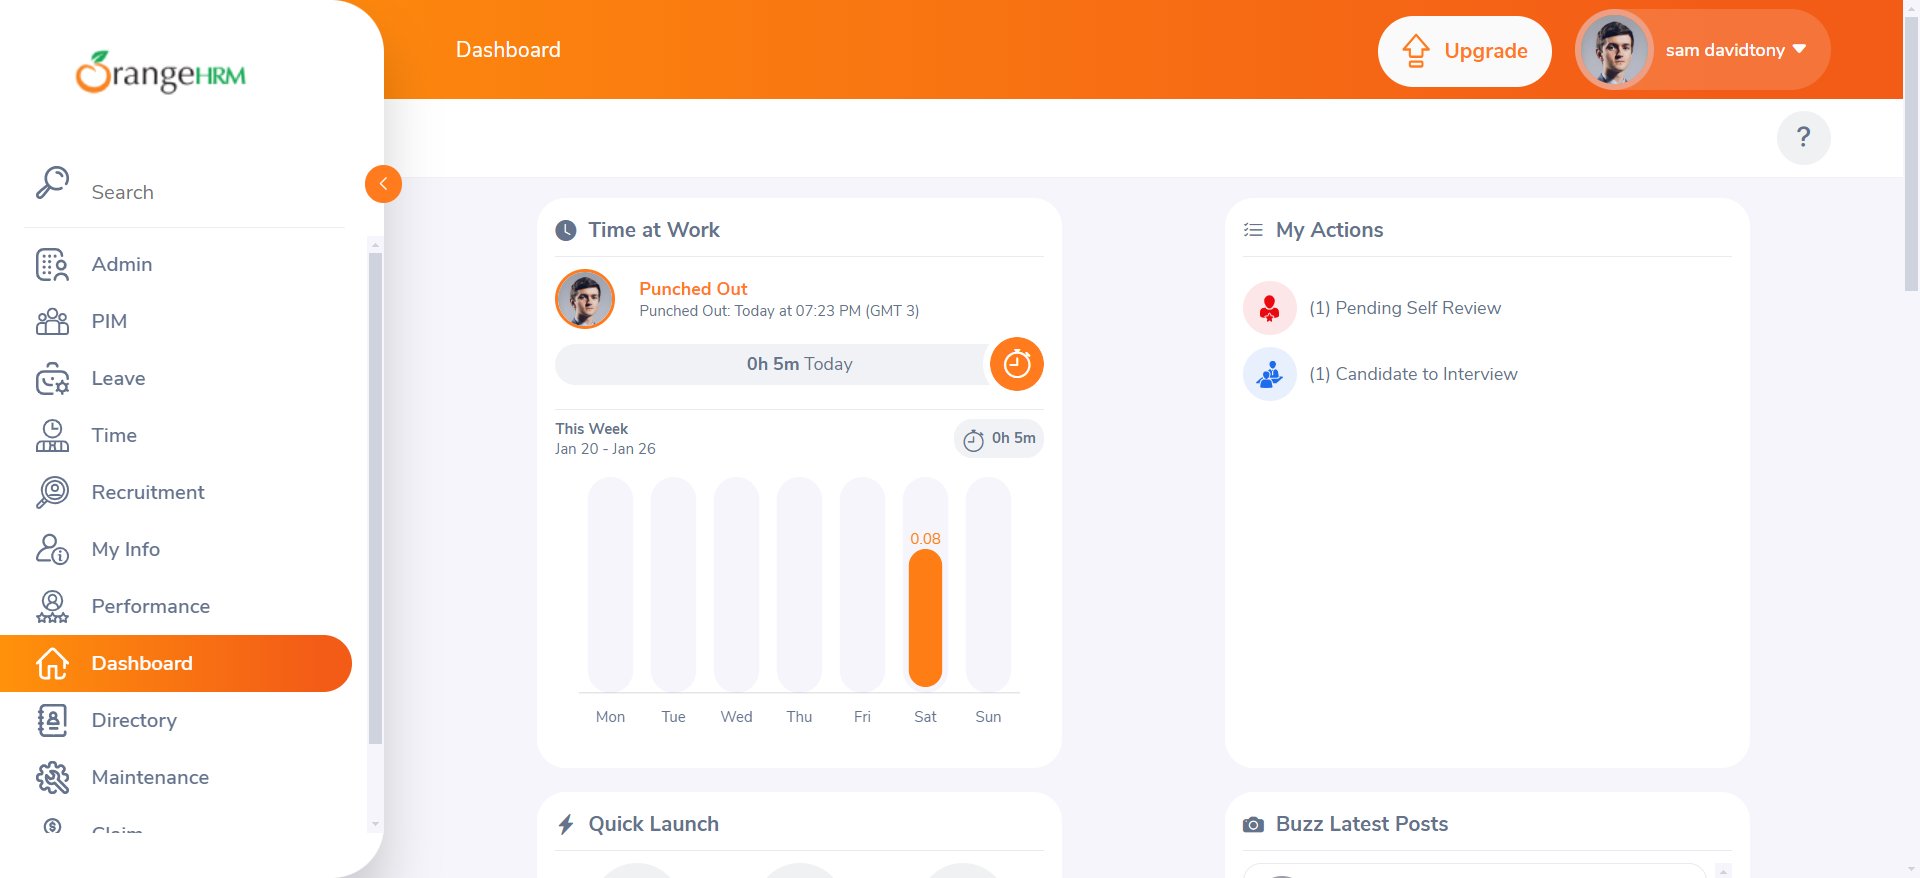 OrangeHRM
Search
Admin
PIM
Leave
Time
Recruitment
My Info
Performance
Dashboard
Directory
Maintenance
Claim
Dashboard
Upgrade
sam davidtony
?
Time at Work
Punched Out
Punched Out: Today at 07:23 PM (GMT 3)
0h 5m Today
This Week
Jan 20 - Jan 26
0h 5m
0.08
Mon Tue Wed Thu Fri Sat Sun
My Actions
(1) Pending Self Review
(1) Candidate to Interview
Quick Launch
Buzz Latest Posts